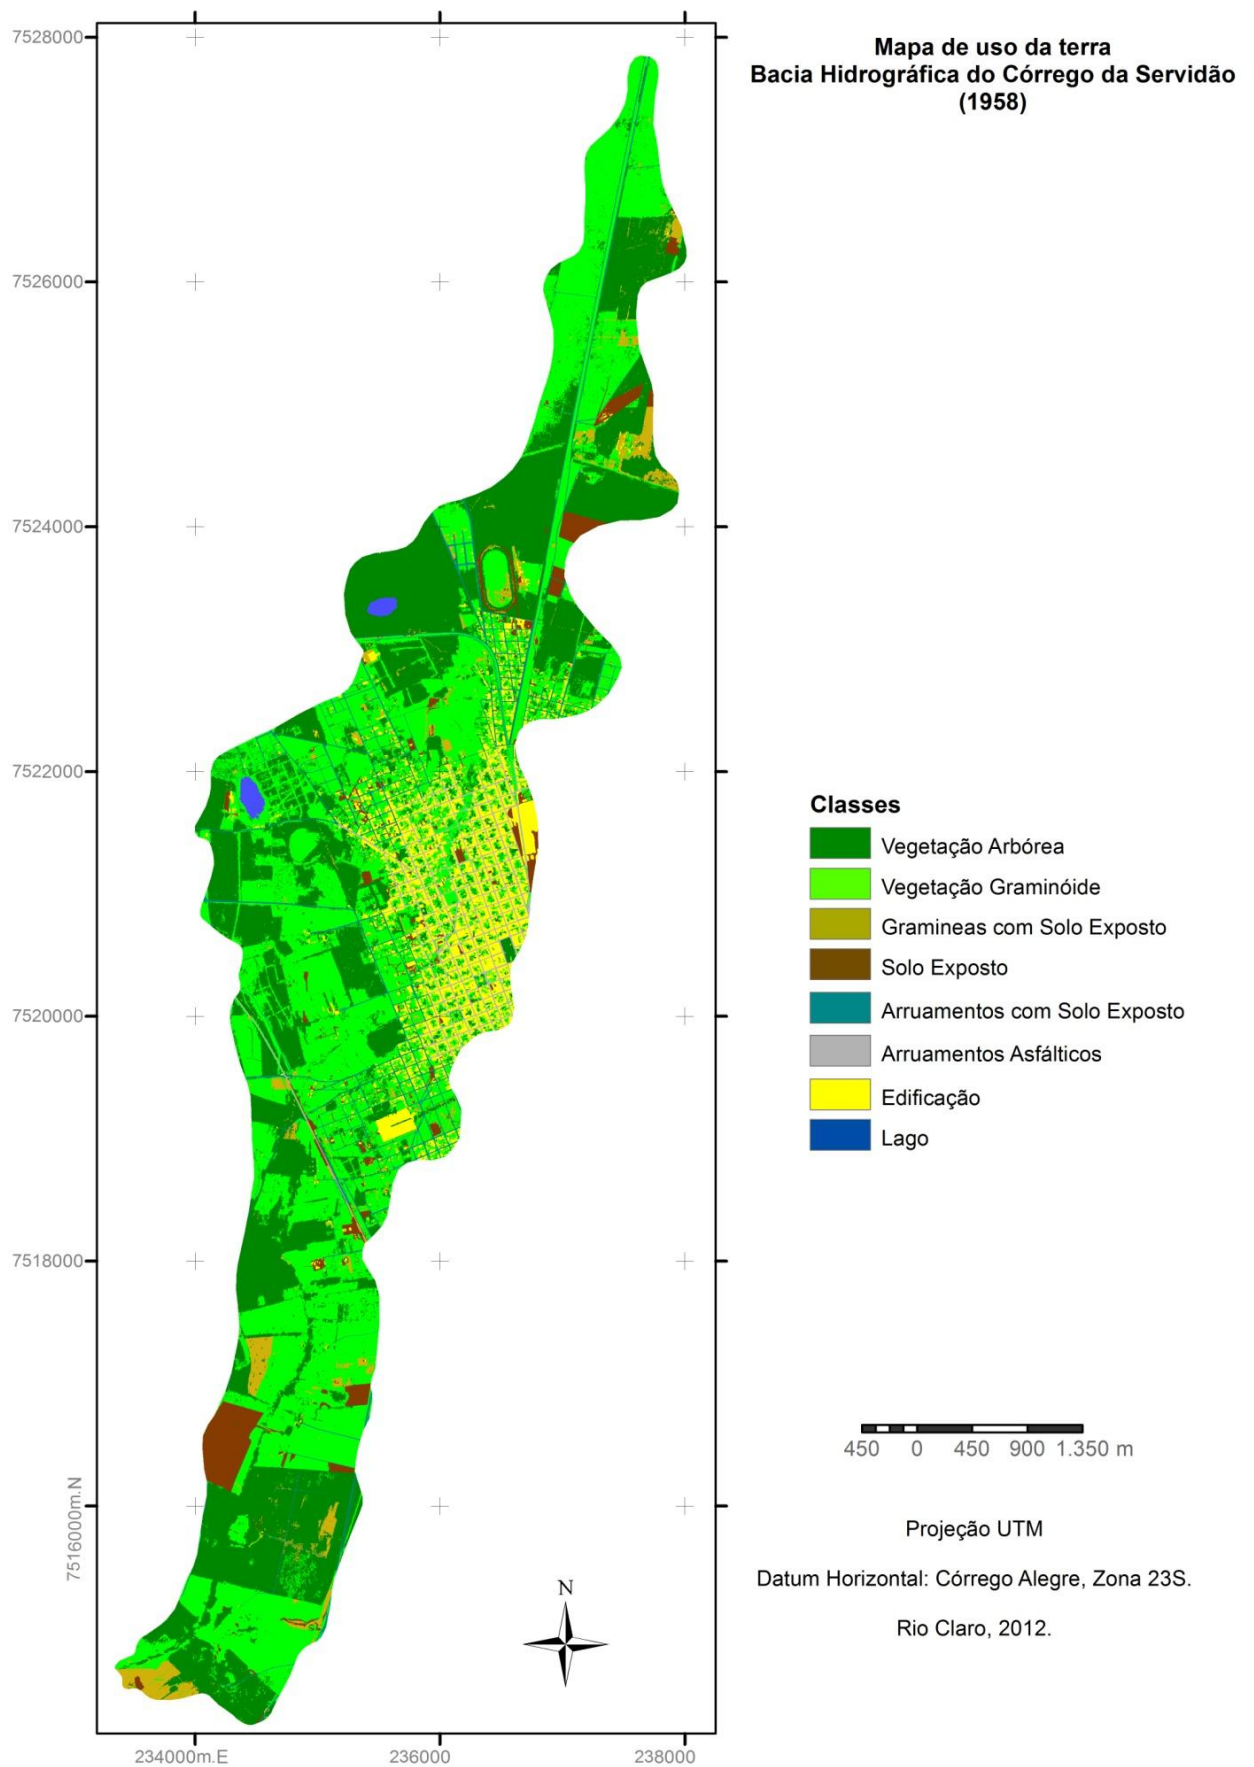 Mapa de uso da terra
Bacia Hidrográfica do Córrego da Servidão
(1958)
7528000
7526000
7524000
7522000
7520000
7518000
7516000m.N
234000m.E
236000
238000
Classes
Vegetação Arbórea
Vegetação Graminóide
Gramineas com Solo Exposto
Solo Exposto
Arruamentos com Solo Exposto
Arruamentos Asfálticos
Edificação
Lago
450 0 450 900 1.350 m
Projeção UTM
Datum Horizontal: Córrego Alegre, Zona 23S.
Rio Claro, 2012.
N